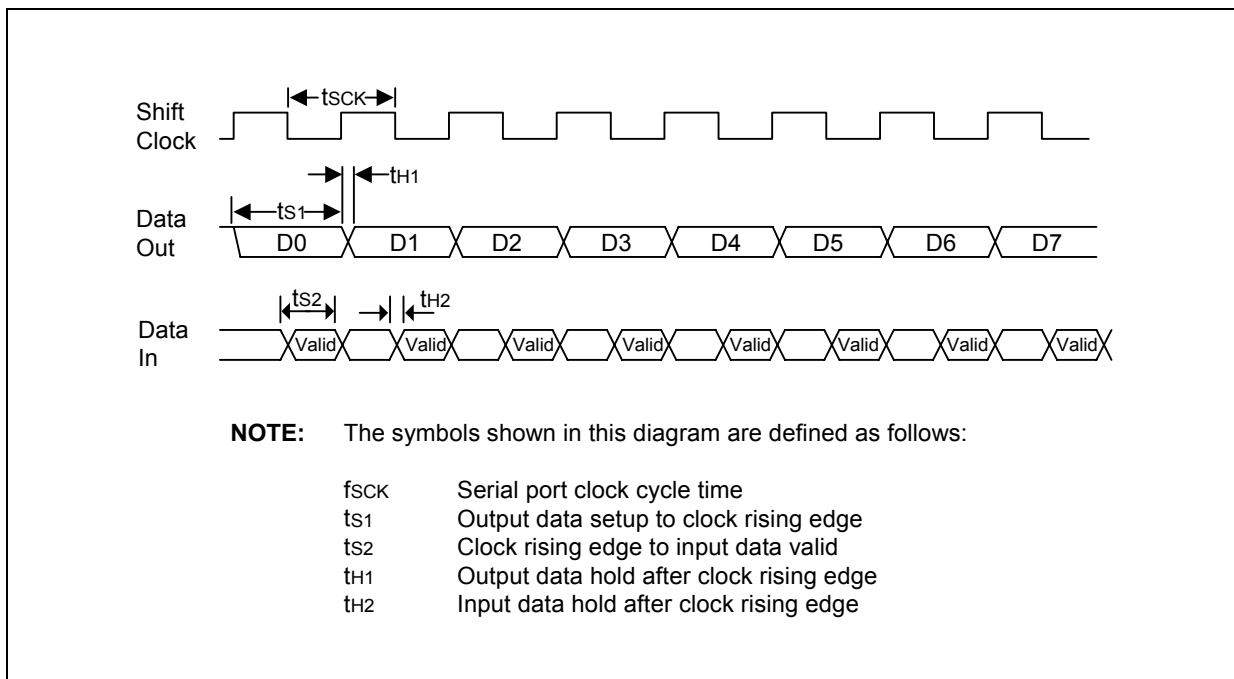 tSCK
Shift
Clock
tH1
tS1
Data
Out
D0 D1 D2 D3 D4 D5 D6 D7
tS2
tH2
Data
In
Valid Valid Valid Valid Valid Valid Valid Valid
NOTE: The symbols shown in this diagram are defined as follows:
fSCK Serial port clock cycle time
tS1 Output data setup to clock rising edge
tS2 Clock rising edge to input data valid
tH1 Output data hold after clock rising edge
tH2 Input data hold after clock rising edge